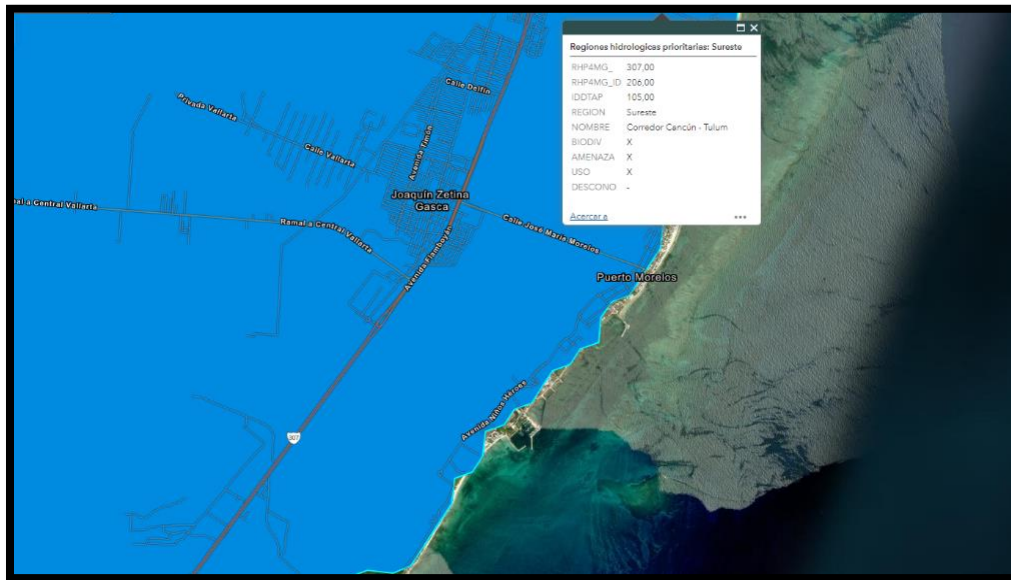 Regiones hidrologicas prioritarias: Sureste
RHP4MG_ 307,00
RHP4MG_ID 206,00
IDDTAP 105,00
REGION Sureste
NOMBRE Corredor Cancún - Tulum
BIODIV X
AMENAZA X
USO X
DESCONO -
Acercar a
Calle Delfín
Privada Vallarta
Avenida Timón
Calle Vallarta
Joaquín Zetina
Gasca
al a Central Vallarta
Ramal a Central Vallarta
Calle José María Morelos
Avenida Flamboyán
Puerto Morelos
Avenida Niños Héroes
307